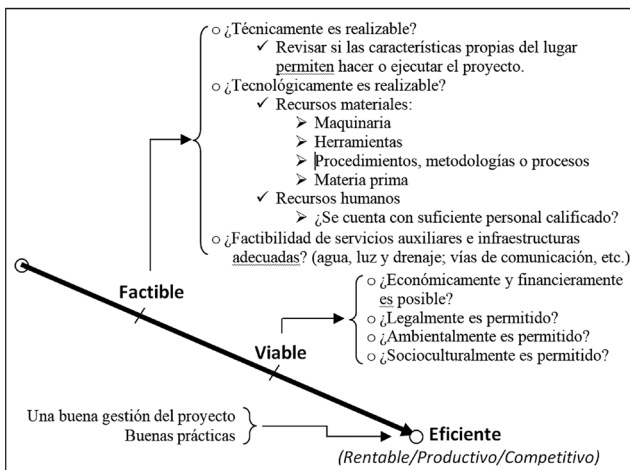 o ¿Técnicamente es realizable?
✓ Revisar si las características propias del lugar
permiten hacer o ejecutar el proyecto.
o ¿Tecnológicamente es realizable?
✓ Recursos materiales:
➢ Maquinaria
➢ Herramientas
➢ Procedimientos, metodologías o procesos
➢ Materia prima
✓ Recursos humanos
➢ ¿Se cuenta con suficiente personal calificado?
o ¿Factibilidad de servicios auxiliares e infraestructuras
adecuadas? (agua, luz y drenaje; vías de comunicación, etc.)
Factible
o ¿Económicamente y financieramente
es posible?
o ¿Legalmente es permitido?
o ¿Ambientalmente es permitido?
o ¿Socioculturalmente es permitido?
Viable
Una buena gestión del proyecto
Buenas prácticas
Eficiente
(Rentable/Productivo/Competitivo)